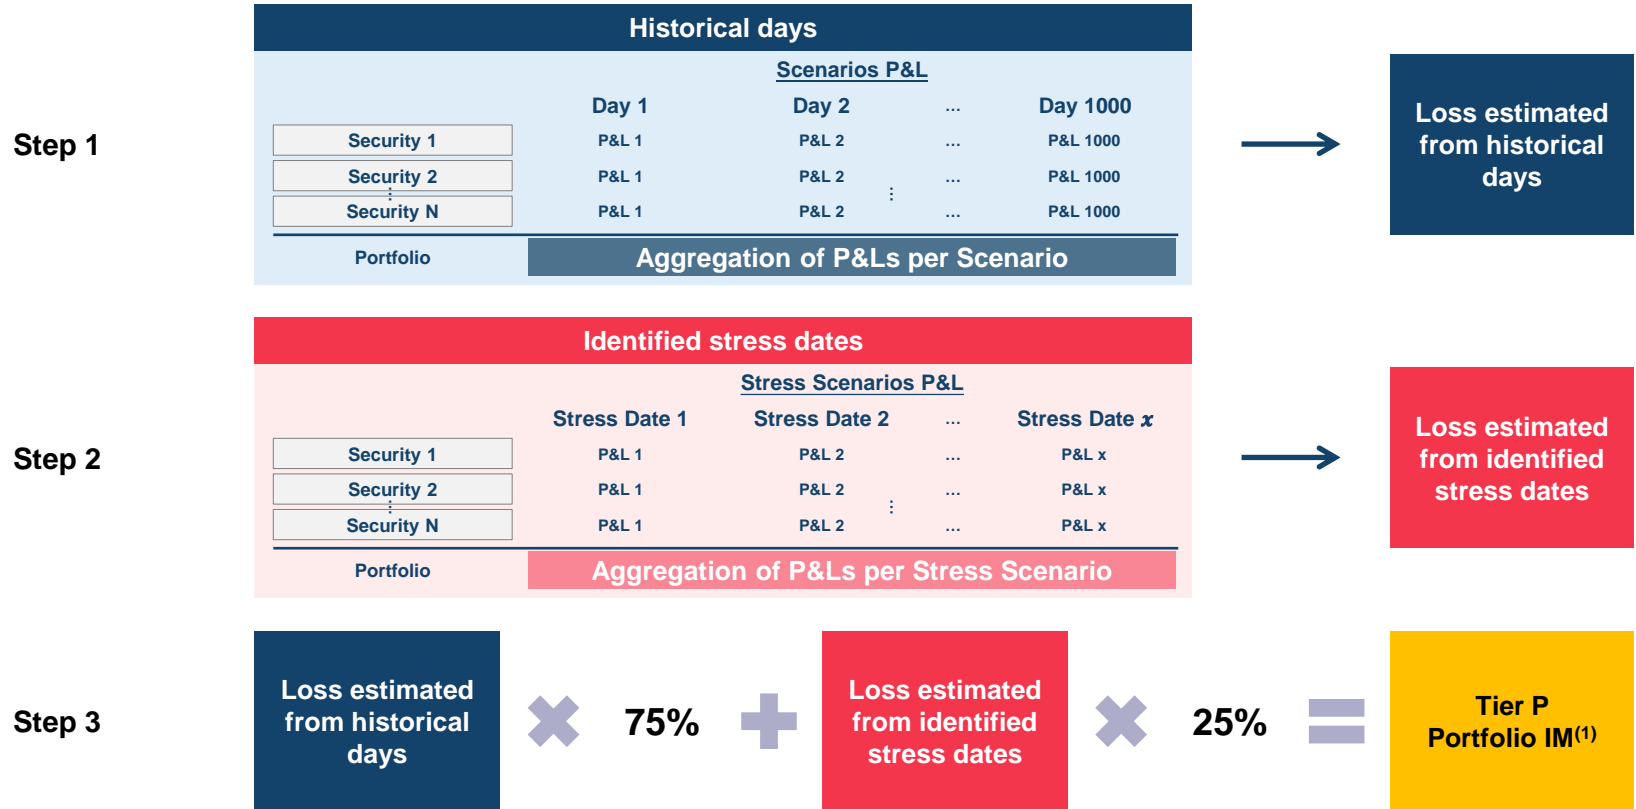 Historical days
Scenarios P&L
Day 1 Day 2 ... Day 1000
Step 1
Security 1 P&L 1 P&L 2 ... P&L 1000
Security 2 P&L 1 P&L 2 ... P&L 1000
⋮ ⋮
Security N P&L 1 P&L 2 ... P&L 1000
Portfolio Aggregation of P&Ls per Scenario
Loss estimated
from historical
days
Identified stress dates
Stress Scenarios P&L
Stress Date 1 Stress Date 2 ... Stress Date x
Step 2
Security 1 P&L 1 P&L 2 ... P&L x
Security 2 P&L 1 P&L 2 ... P&L x
⋮ ⋮
Security N P&L 1 P&L 2 ... P&L x
Portfolio Aggregation of P&Ls per Stress Scenario
Loss estimated
from identified
stress dates
Step 3
Loss estimated
from historical
days
✖ 75% ✚
Loss estimated
from identified
stress dates
✖ 25% =
Tier P
Portfolio IM(1)